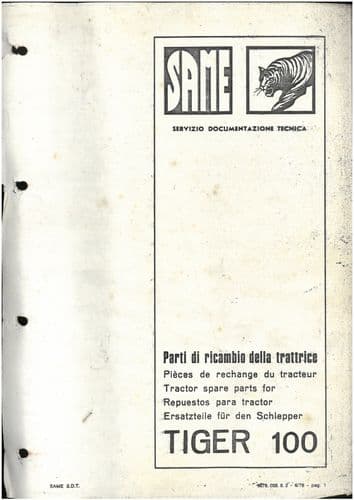 SAME
SERVIZIO DOCUMENTAZIONE TECNICA
Parti di ricambio della trattrice
Pièces de rechange du tracteur
Tractor spare parts for
Repuestos para tractor
Ersatzteile für den Schlepper
TIGER 100
SAME S.D.T.
pag. 1